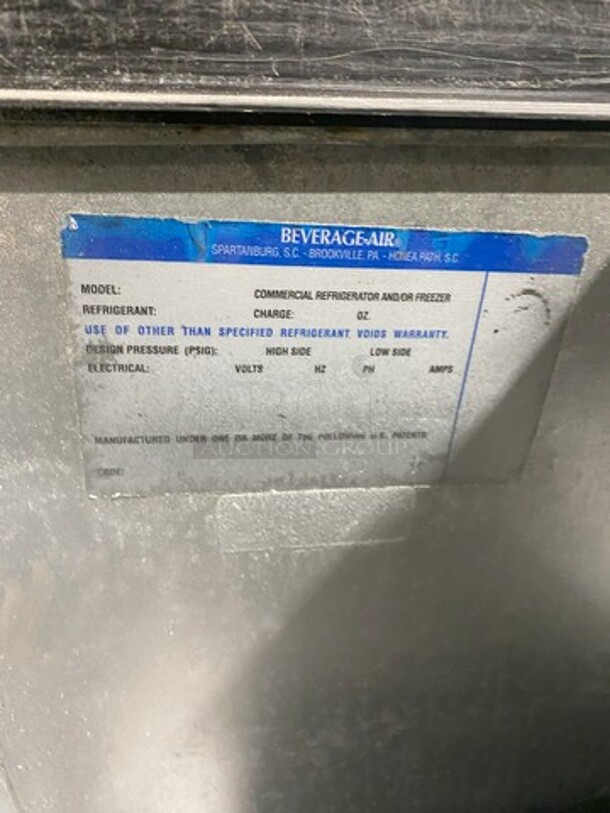 BEVERAGE-AIR®
SPARTANBURG, S.C. - BROOKVILLE, PA - HONEA PATH, S.C.
MODEL: COMMERCIAL REFRIGERATOR AND/OR FREEZER
REFRIGERANT: CHARGE: OZ.
USE OF OTHER THAN SPECIFIED REFRIGERANT VOIDS WARRANTY.
DESIGN PRESSURE (PSIG): HIGH SIDE LOW SIDE
ELECTRICAL: VOLTS HZ PH AMPS
MANUFACTURED UNDER ONE OR MORE OF THE FOLLOWING U.S. PATENTS
AUCTION GROUP
CODE: